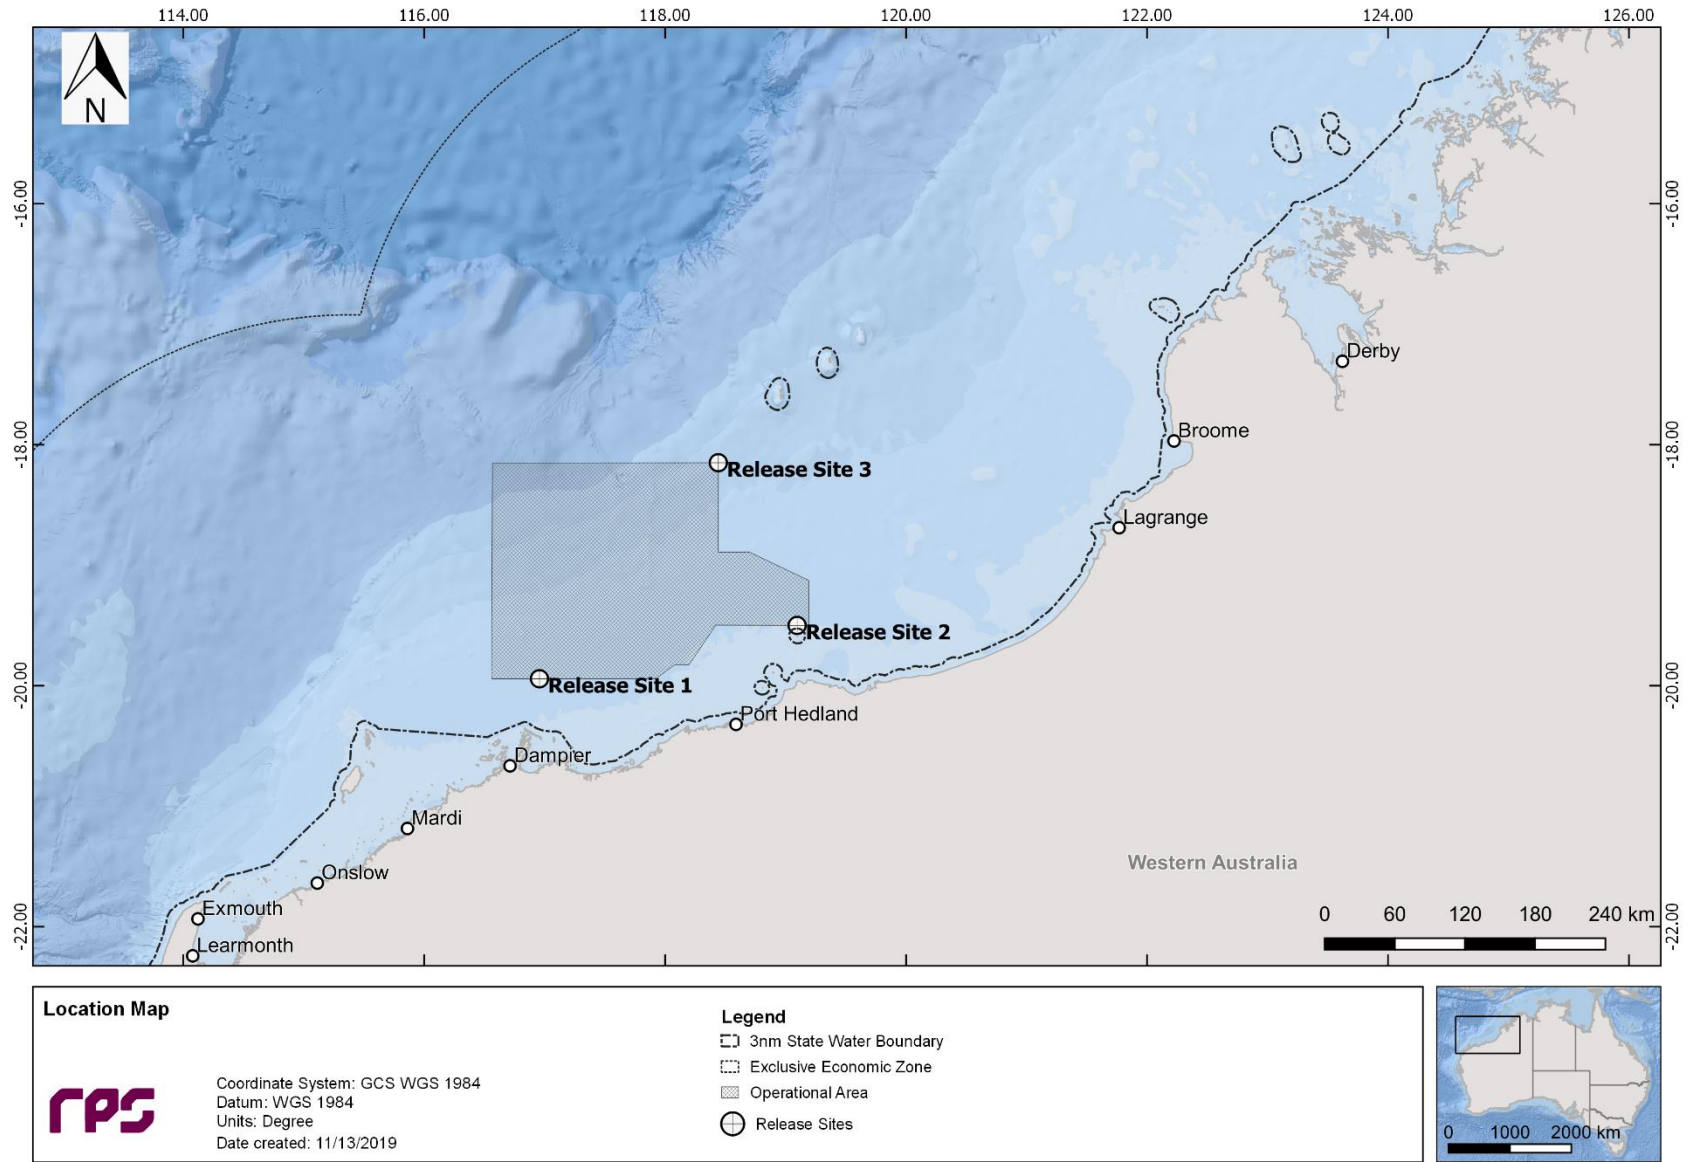 114.00 116.00 118.00 120.00 122.00 124.00 126.00
N
-16.00 -16.00
Derby
Broome
-18.00 -18.00
Release Site 3
Lagrange
Release Site 2
-20.00 Release Site 1 -20.00
Port Hedland
Dampier
Mardi
Western Australia
Onslow
Exmouth
0 60 120 180 240 km
-22.00 -22.00
Learmonth
Location Map
rps
Coordinate System: GCS WGS 1984
Datum: WGS 1984
Units: Degree
Date created: 11/13/2019
Legend
3nm State Water Boundary
Exclusive Economic Zone
Operational Area
Release Sites
0 1000 2000 km